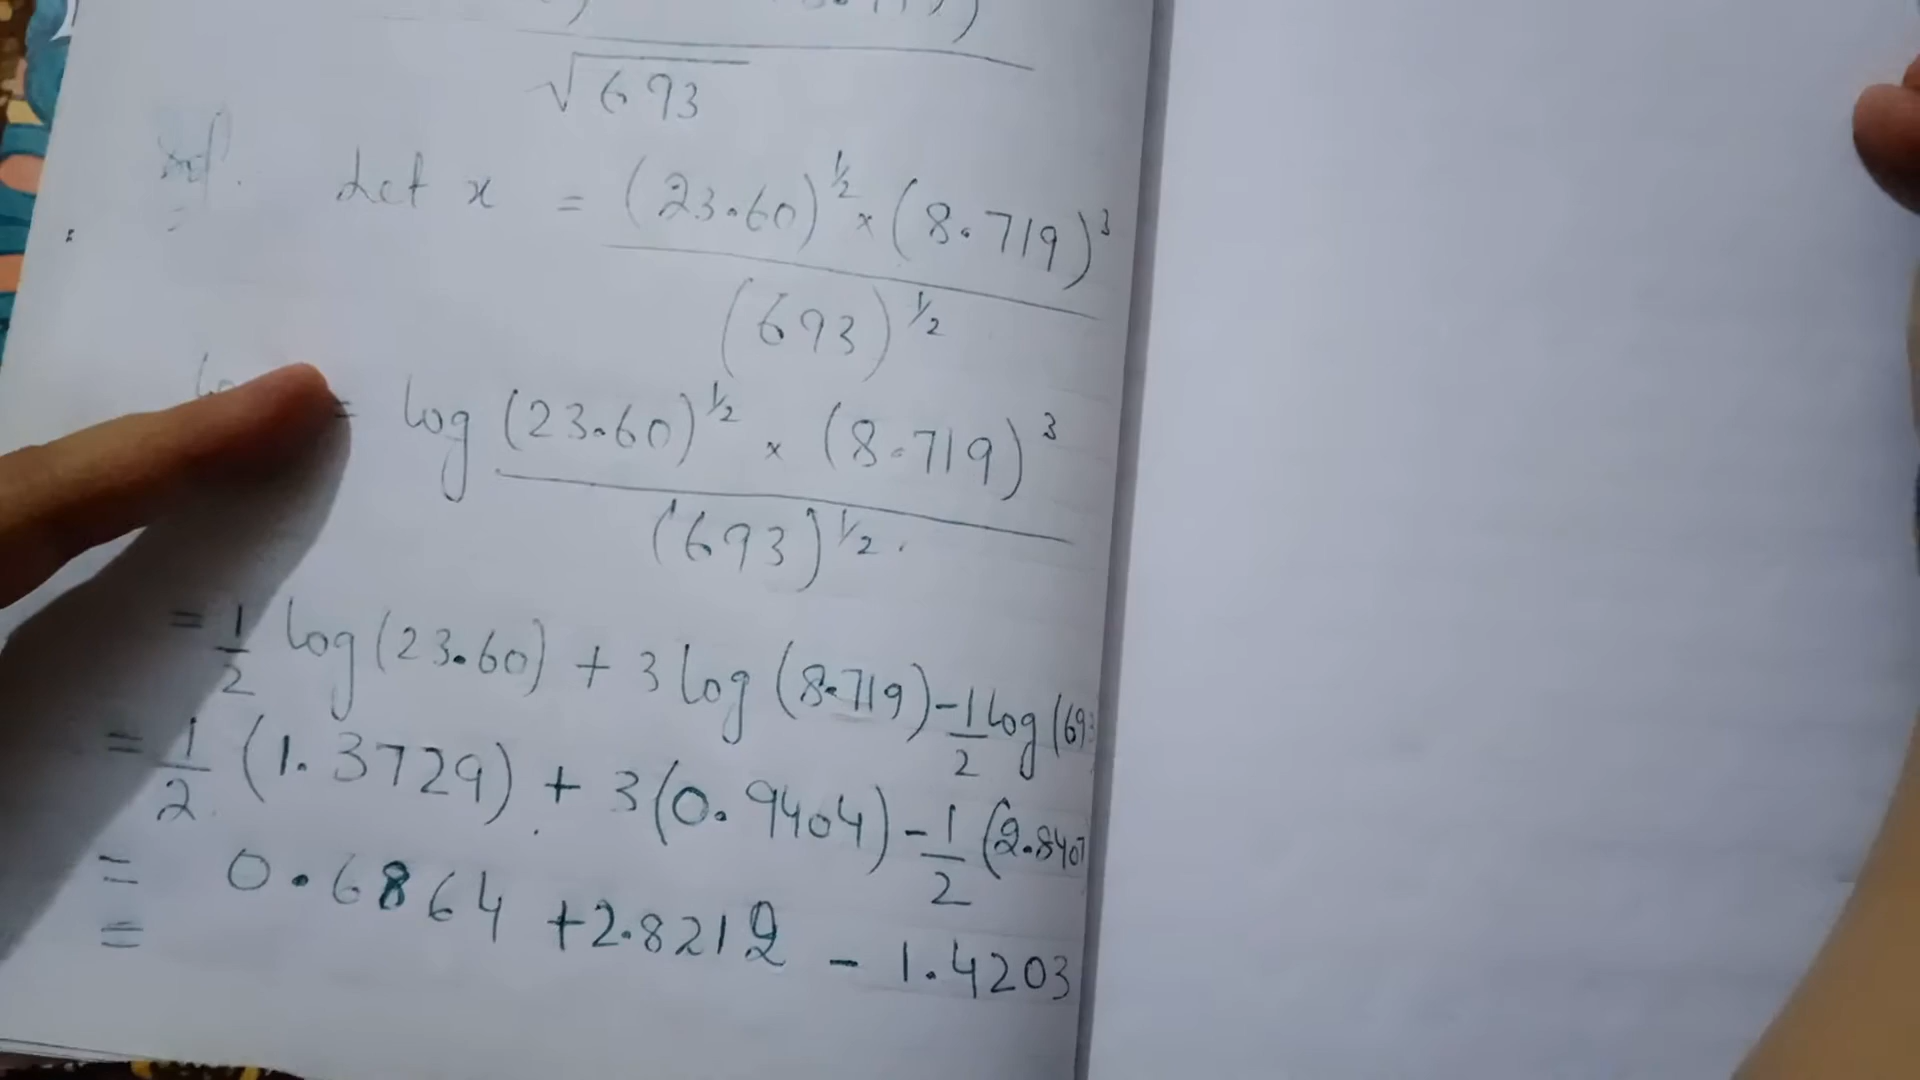 √693
Sol.
Let x = (23.60)^½ × (8.719)^3
(693)^½
= log (23.60)^½ × (8.719)^3
(693)^½.
= 1/2 log(23.60) + 3 log (8.719) - 1/2 log (69
= 1/2 (1.3729) + 3(0.9404) - 1/2 (2.840
= 0.6864 + 2.8212 - 1.4203
=